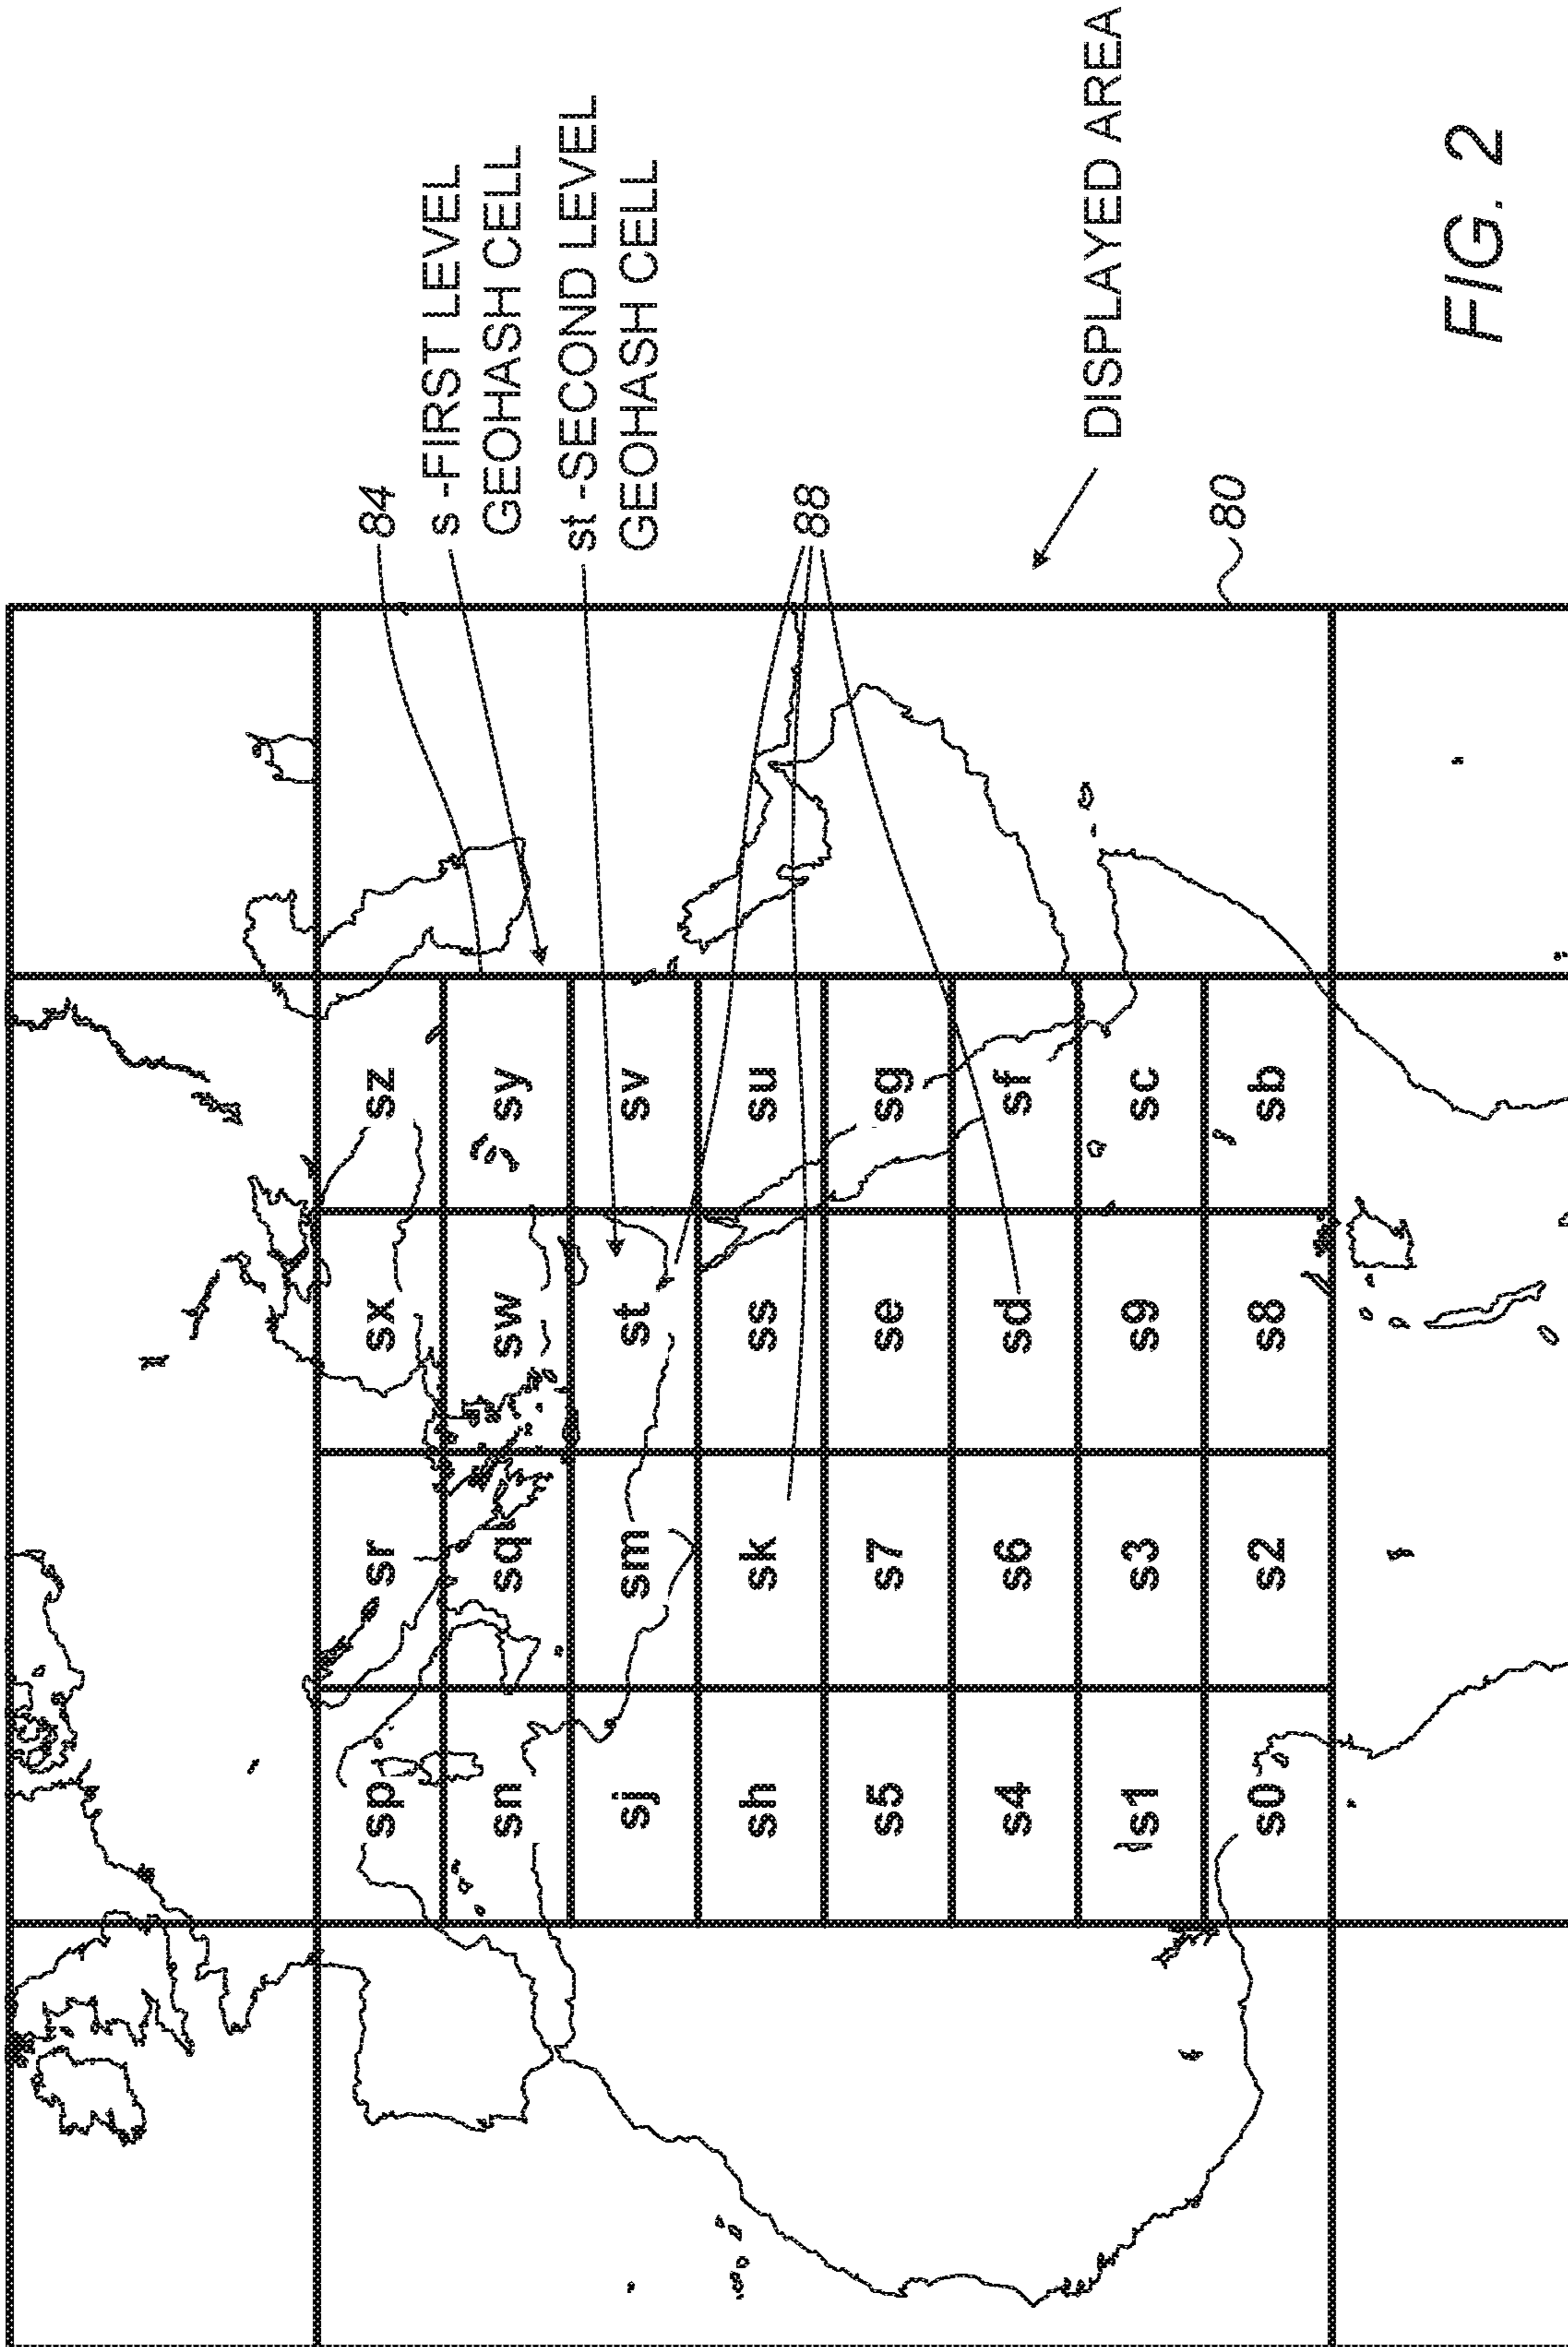 sp sr sx sz
sn sq sw sy
sj sm st sv
sh sk ss su
s5 s7 se sg
s4 s6 sd sf
s1 s3 s9 sc
s0 s2 s8 sb
84
s -FIRST LEVEL
GEOHASH CELL
st -SECOND LEVEL
GEOHASH CELL
88
DISPLAYED AREA
80
FIG. 2